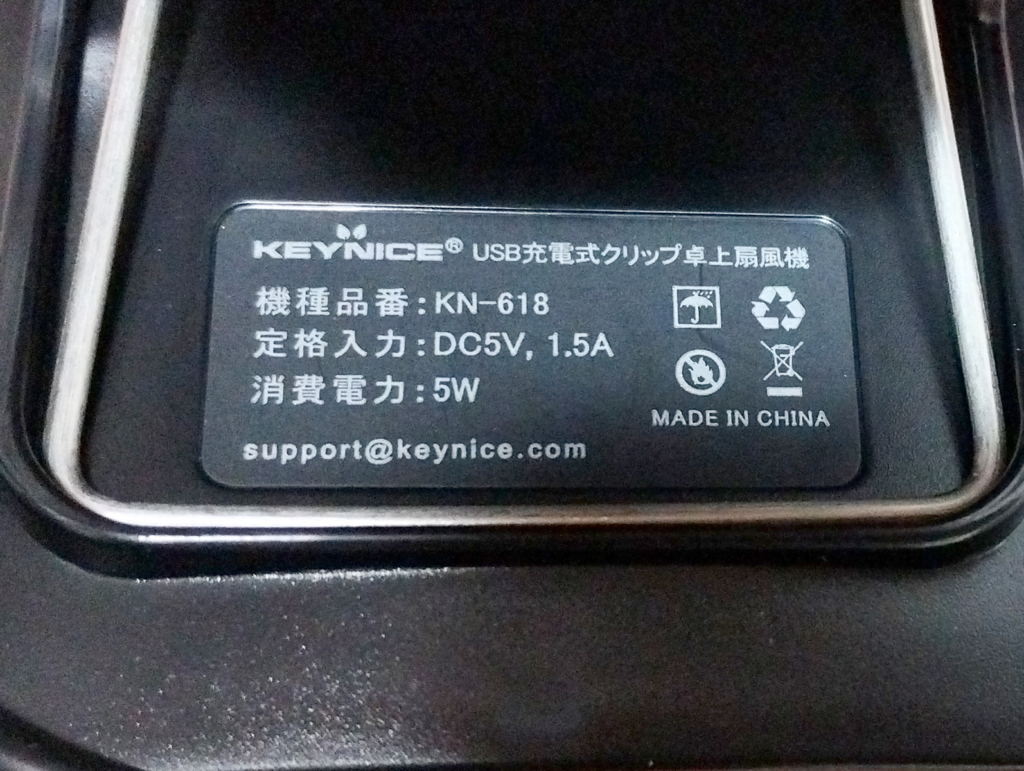 KEYNICE® USB充電式クリップ卓上扇風機
機種品番:KN-618
定格入力:DC5V, 1.5A
消費電力:5W
MADE IN CHINA
support@keynice.com